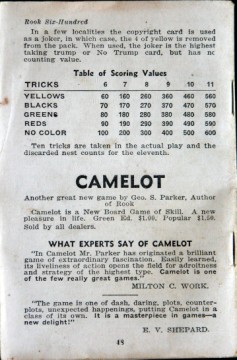 Rook Six-Hundred
In a few localities the copyright card is used
as a joker, in which case, the 4 of yellow is removed
from the pack. When used, the joker is the highest
taking trump or No Trump card, but has no
counting value.
Table of Scoring Values
TRICKS 6 7 8 9 10 11
YELLOWS 60 160 260 360 460 560
BLACKS 70 170 270 370 470 570
GREENS 80 180 280 380 480 580
REDS 90 190 290 390 490 590
NO COLOR 100 200 300 400 500 600
Ten tricks are taken in the actual play and the
discarded nest counts for the eleventh.
CAMELOT
Another great new game by Geo. S. Parker, Author
of Rook
Camelot is a New Board Game of Skill. A new
pleasure in life. Green Ed. $1.00, Popular $1.50.
Sold by all dealers.
WHAT EXPERTS SAY OF CAMELOT
"In Camelot Mr. Parker has originated a brilliant
game of extraordinary fascination. Easily learned,
its liveliness of action opens the field for adroitness
and strategy of the highest type. Camelot is one
of the few really great games."
MILTON C. WORK.
"The game is one of dash, daring, plots, counter-
plots, unexpected happenings, putting Camelot in a
class of its own. It is a masterpiece in games—a
new delight!"
E. V. SHEPARD.
48